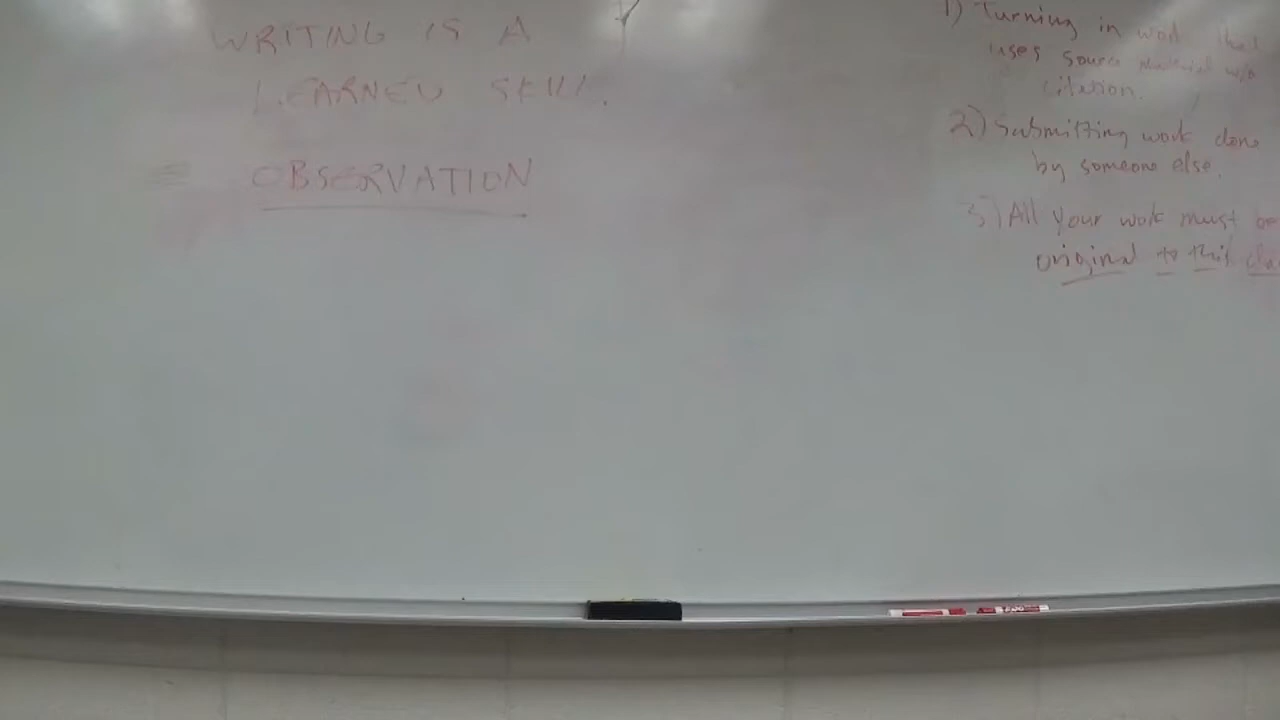 WRITING IS A
LEARNED SKILL.
OBSERVATION
1) Turning in work that
uses source material w/o
citation.
2) Submitting work done
by someone else.
3) All your work must be
original to this